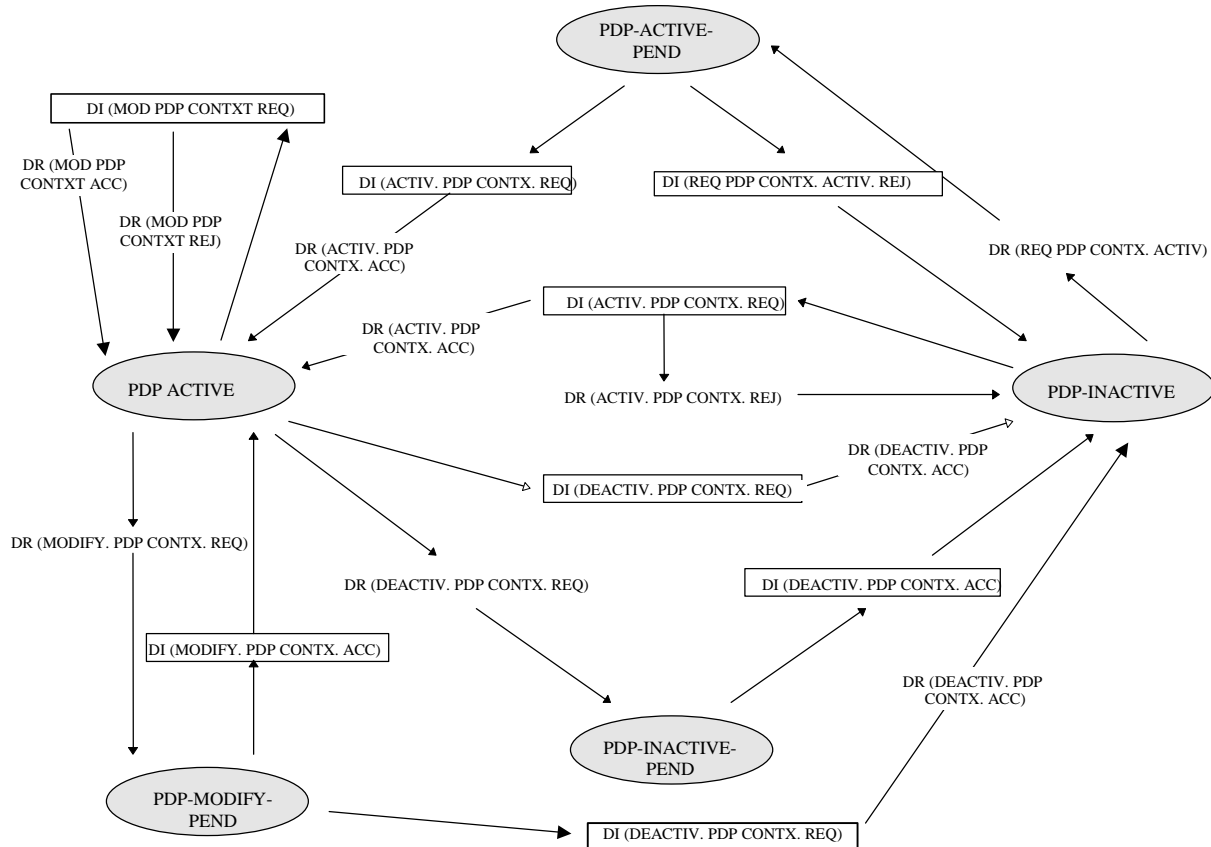 PDP-ACTIVE-
PEND
DI (MOD PDP CONTXT REQ)
DR (MOD PDP
CONTXT ACC)
DI (ACTIV. PDP CONTX. REQ)
DI (REQ PDP CONTX. ACTIV. REJ)
DR (MOD PDP
CONTXT REJ)
DR (ACTIV. PDP
CONTX. ACC)
DR (REQ PDP CONTX. ACTIV)
DI (ACTIV. PDP CONTX. REQ)
DR (ACTIV. PDP
CONTX. ACC)
PDP ACTIVE
DR (ACTIV. PDP CONTX. REJ)
PDP-INACTIVE
DR (DEACTIV. PDP
CONTX. ACC)
DI (DEACTIV. PDP CONTX. REQ)
DR (MODIFY. PDP CONTX. REQ)
DR (DEACTIV. PDP CONTX. REQ)
DI (DEACTIV. PDP CONTX. ACC)
DI (MODIFY. PDP CONTX. ACC)
DR (DEACTIV. PDP
CONTX. ACC)
PDP-INACTIVE-
PEND
PDP-MODIFY-
PEND
DI (DEACTIV. PDP CONTX. REQ)